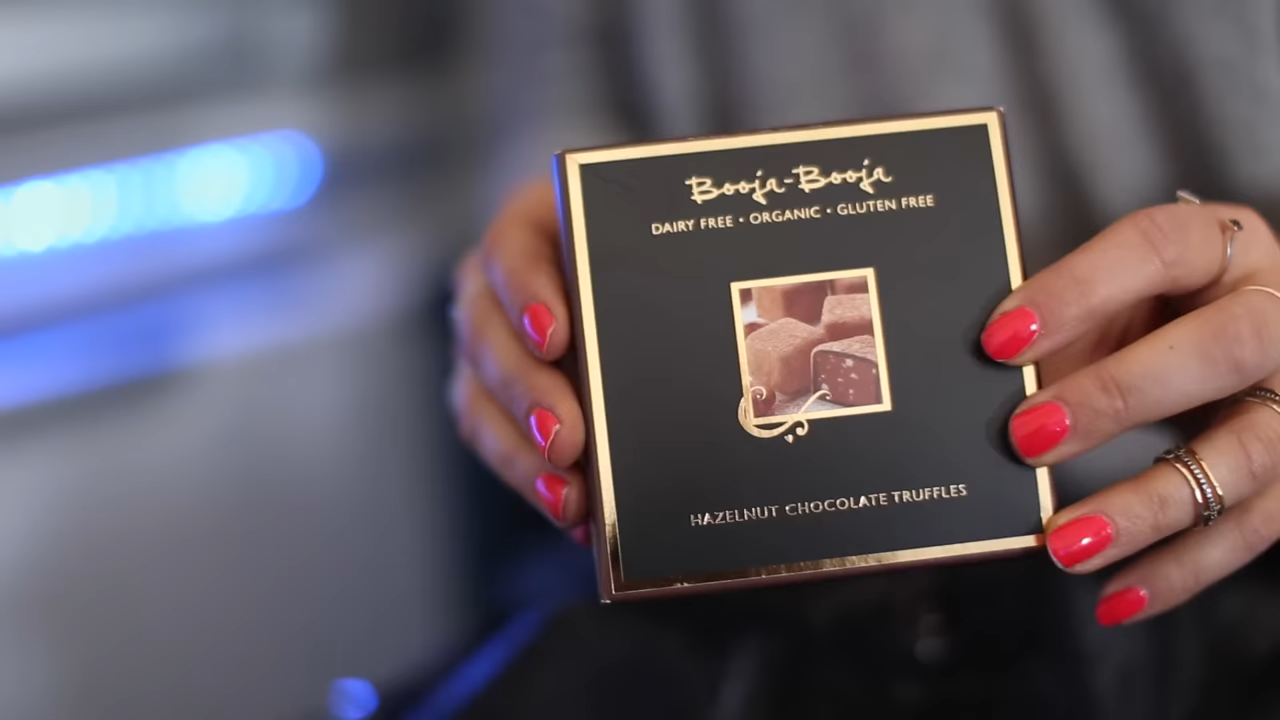 Booja-Booja
DAIRY FREE • ORGANIC • GLUTEN FREE
HAZELNUT CHOCOLATE TRUFFLES